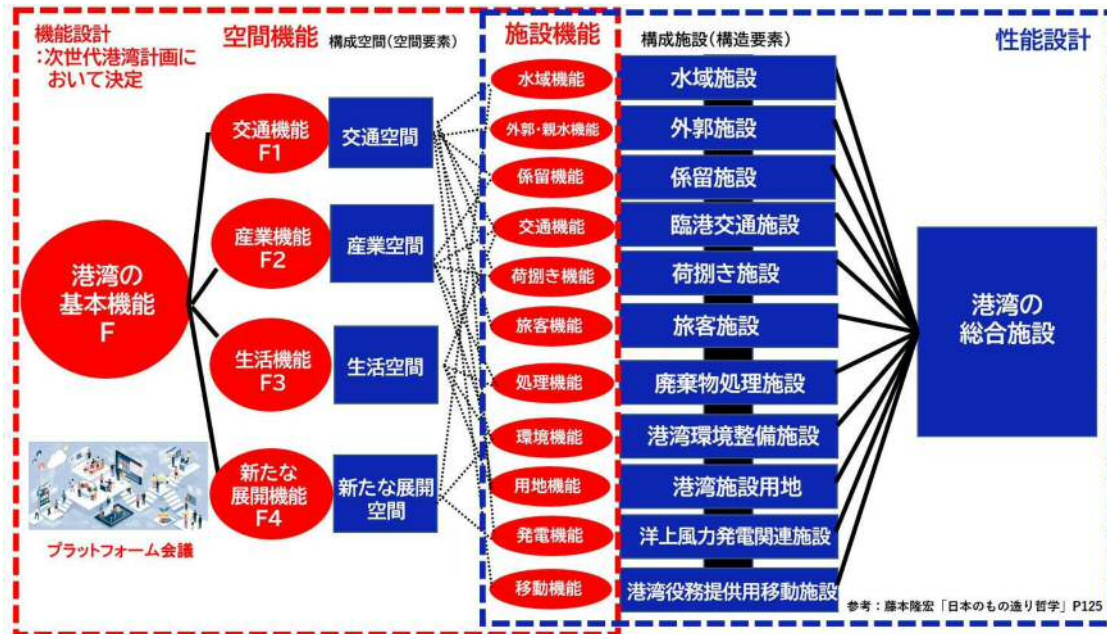 機能設計
:次世代港湾計画に
おいて決定
空間機能
構成空間(空間要素)
施設機能
構成施設(構造要素)
性能設計
港湾の
基本機能
F
交通機能
F1
交通空間
産業機能
F2
産業空間
生活機能
F3
生活空間
新たな
展開機能
F4
新たな展開
空間
プラットフォーム会議
水域機能
水域施設
外郭・親水機能
外郭施設
係留機能
係留施設
交通機能
臨港交通施設
荷捌き機能
荷捌き施設
旅客機能
旅客施設
処理機能
廃棄物処理施設
環境機能
港湾環境整備施設
用地機能
港湾施設用地
発電機能
洋上風力発電関連施設
移動機能
港湾役務提供用移動施設
港湾の
総合施設
参考：藤本隆宏「日本のもの造り哲学」P125